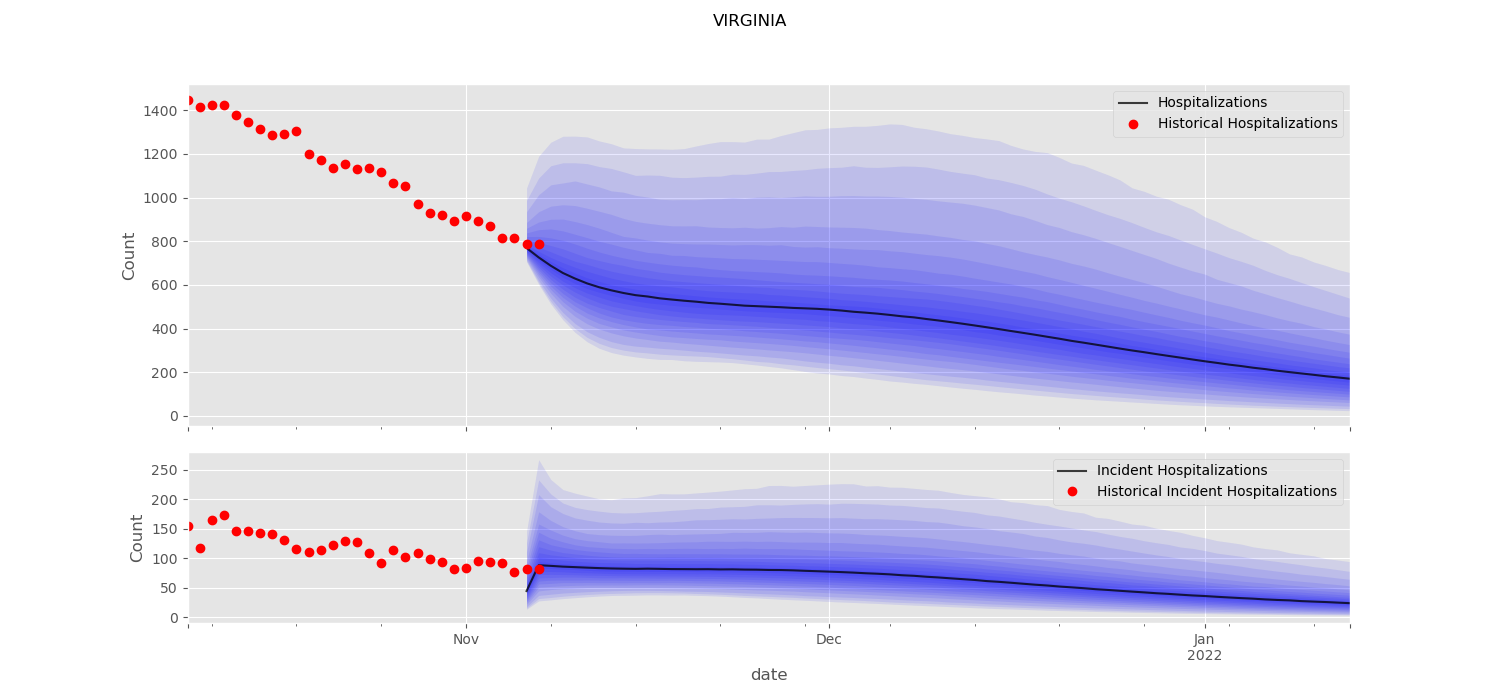 VIRGINIA
Count
1400
1200
1000
800
600
400
200
0
Hospitalizations
Historical Hospitalizations
Count
250
200
150
100
50
0
Incident Hospitalizations
Historical Incident Hospitalizations
Nov
Dec
Jan
2022
date